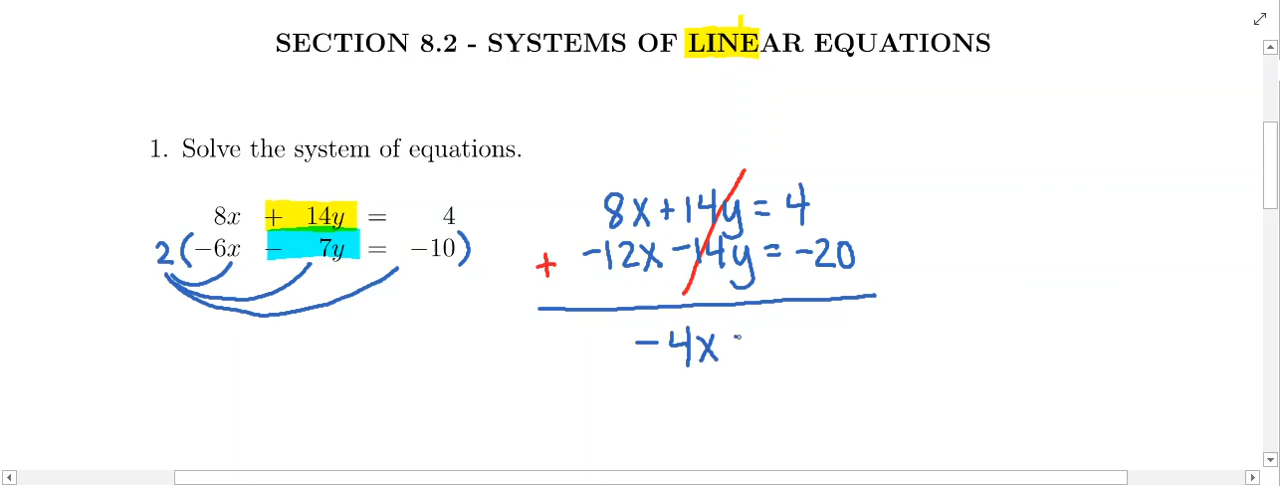 SECTION 8.2 - SYSTEMS OF LINEAR EQUATIONS
1. Solve the system of equations.
8x + 14y = 4
2(-6x - 7y = -10)
8x+14y=4
+ -12x-14y=-20
-4x